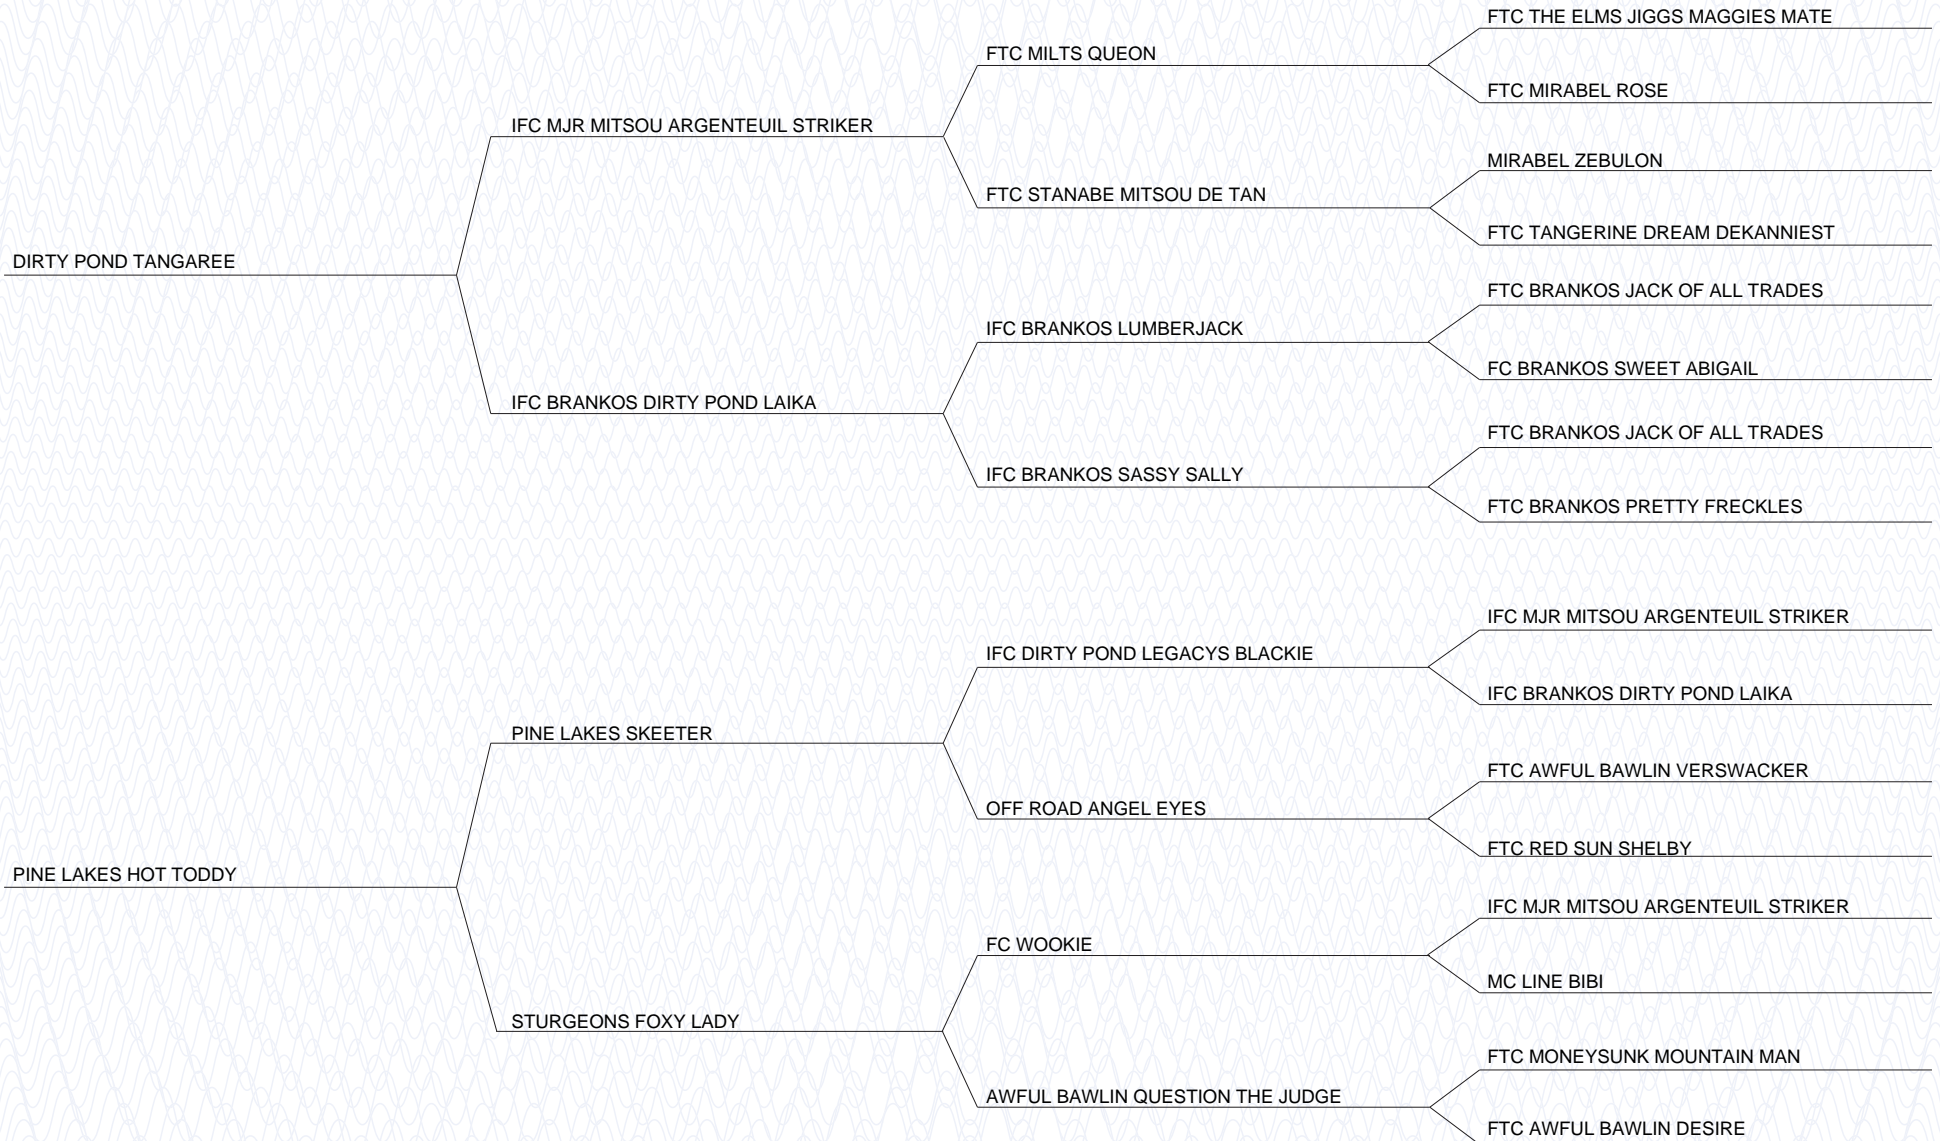 FTC THE ELMS JIGGS MAGGIES MATE
FTC MILTS QUEON
FTC MIRABEL ROSE
IFC MJR MITSOU ARGENTEUIL STRIKER
MIRABEL ZEBULON
FTC STANABE MITSOU DE TAN
FTC TANGERINE DREAM DEKANNIEST
DIRTY POND TANGAREE
FTC BRANKOS JACK OF ALL TRADES
IFC BRANKOS LUMBERJACK
FC BRANKOS SWEET ABIGAIL
IFC BRANKOS DIRTY POND LAIKA
FTC BRANKOS JACK OF ALL TRADES
IFC BRANKOS SASSY SALLY
FTC BRANKOS PRETTY FRECKLES
IFC MJR MITSOU ARGENTEUIL STRIKER
IFC DIRTY POND LEGACYS BLACKIE
IFC BRANKOS DIRTY POND LAIKA
PINE LAKES SKEETER
FTC AWFUL BAWLIN VERSWACKER
OFF ROAD ANGEL EYES
FTC RED SUN SHELBY
PINE LAKES HOT TODDY
IFC MJR MITSOU ARGENTEUIL STRIKER
FC WOOKIE
MC LINE BIBI
STURGEONS FOXY LADY
FTC MONEYSUNK MOUNTAIN MAN
AWFUL BAWLIN QUESTION THE JUDGE
FTC AWFUL BAWLIN DESIRE